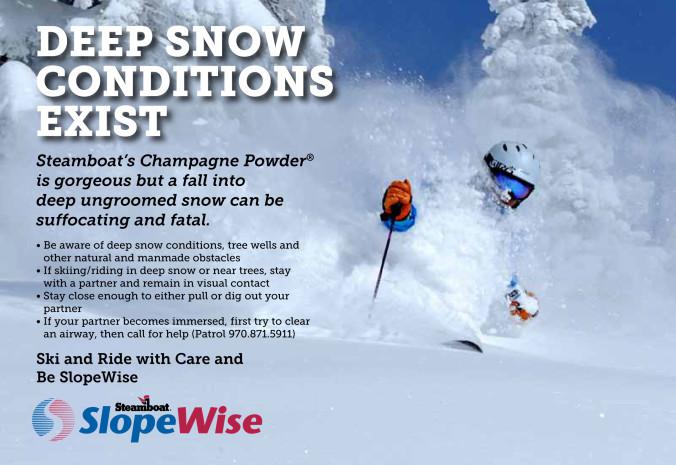 DEEP SNOW
CONDITIONS
EXIST
Steamboat’s Champagne Powder®
is gorgeous but a fall into
deep ungroomed snow can be
suffocating and fatal.
• Be aware of deep snow conditions, tree wells and
other natural and manmade obstacles
• If skiing/riding in deep snow or near trees, stay
with a partner and remain in visual contact
• Stay close enough to either pull or dig out your
partner
• If your partner becomes immersed, first try to clear
an airway, then call for help (Patrol 970.871.5911)
Ski and Ride with Care and
Be SlopeWise
Steamboat
SlopeWise